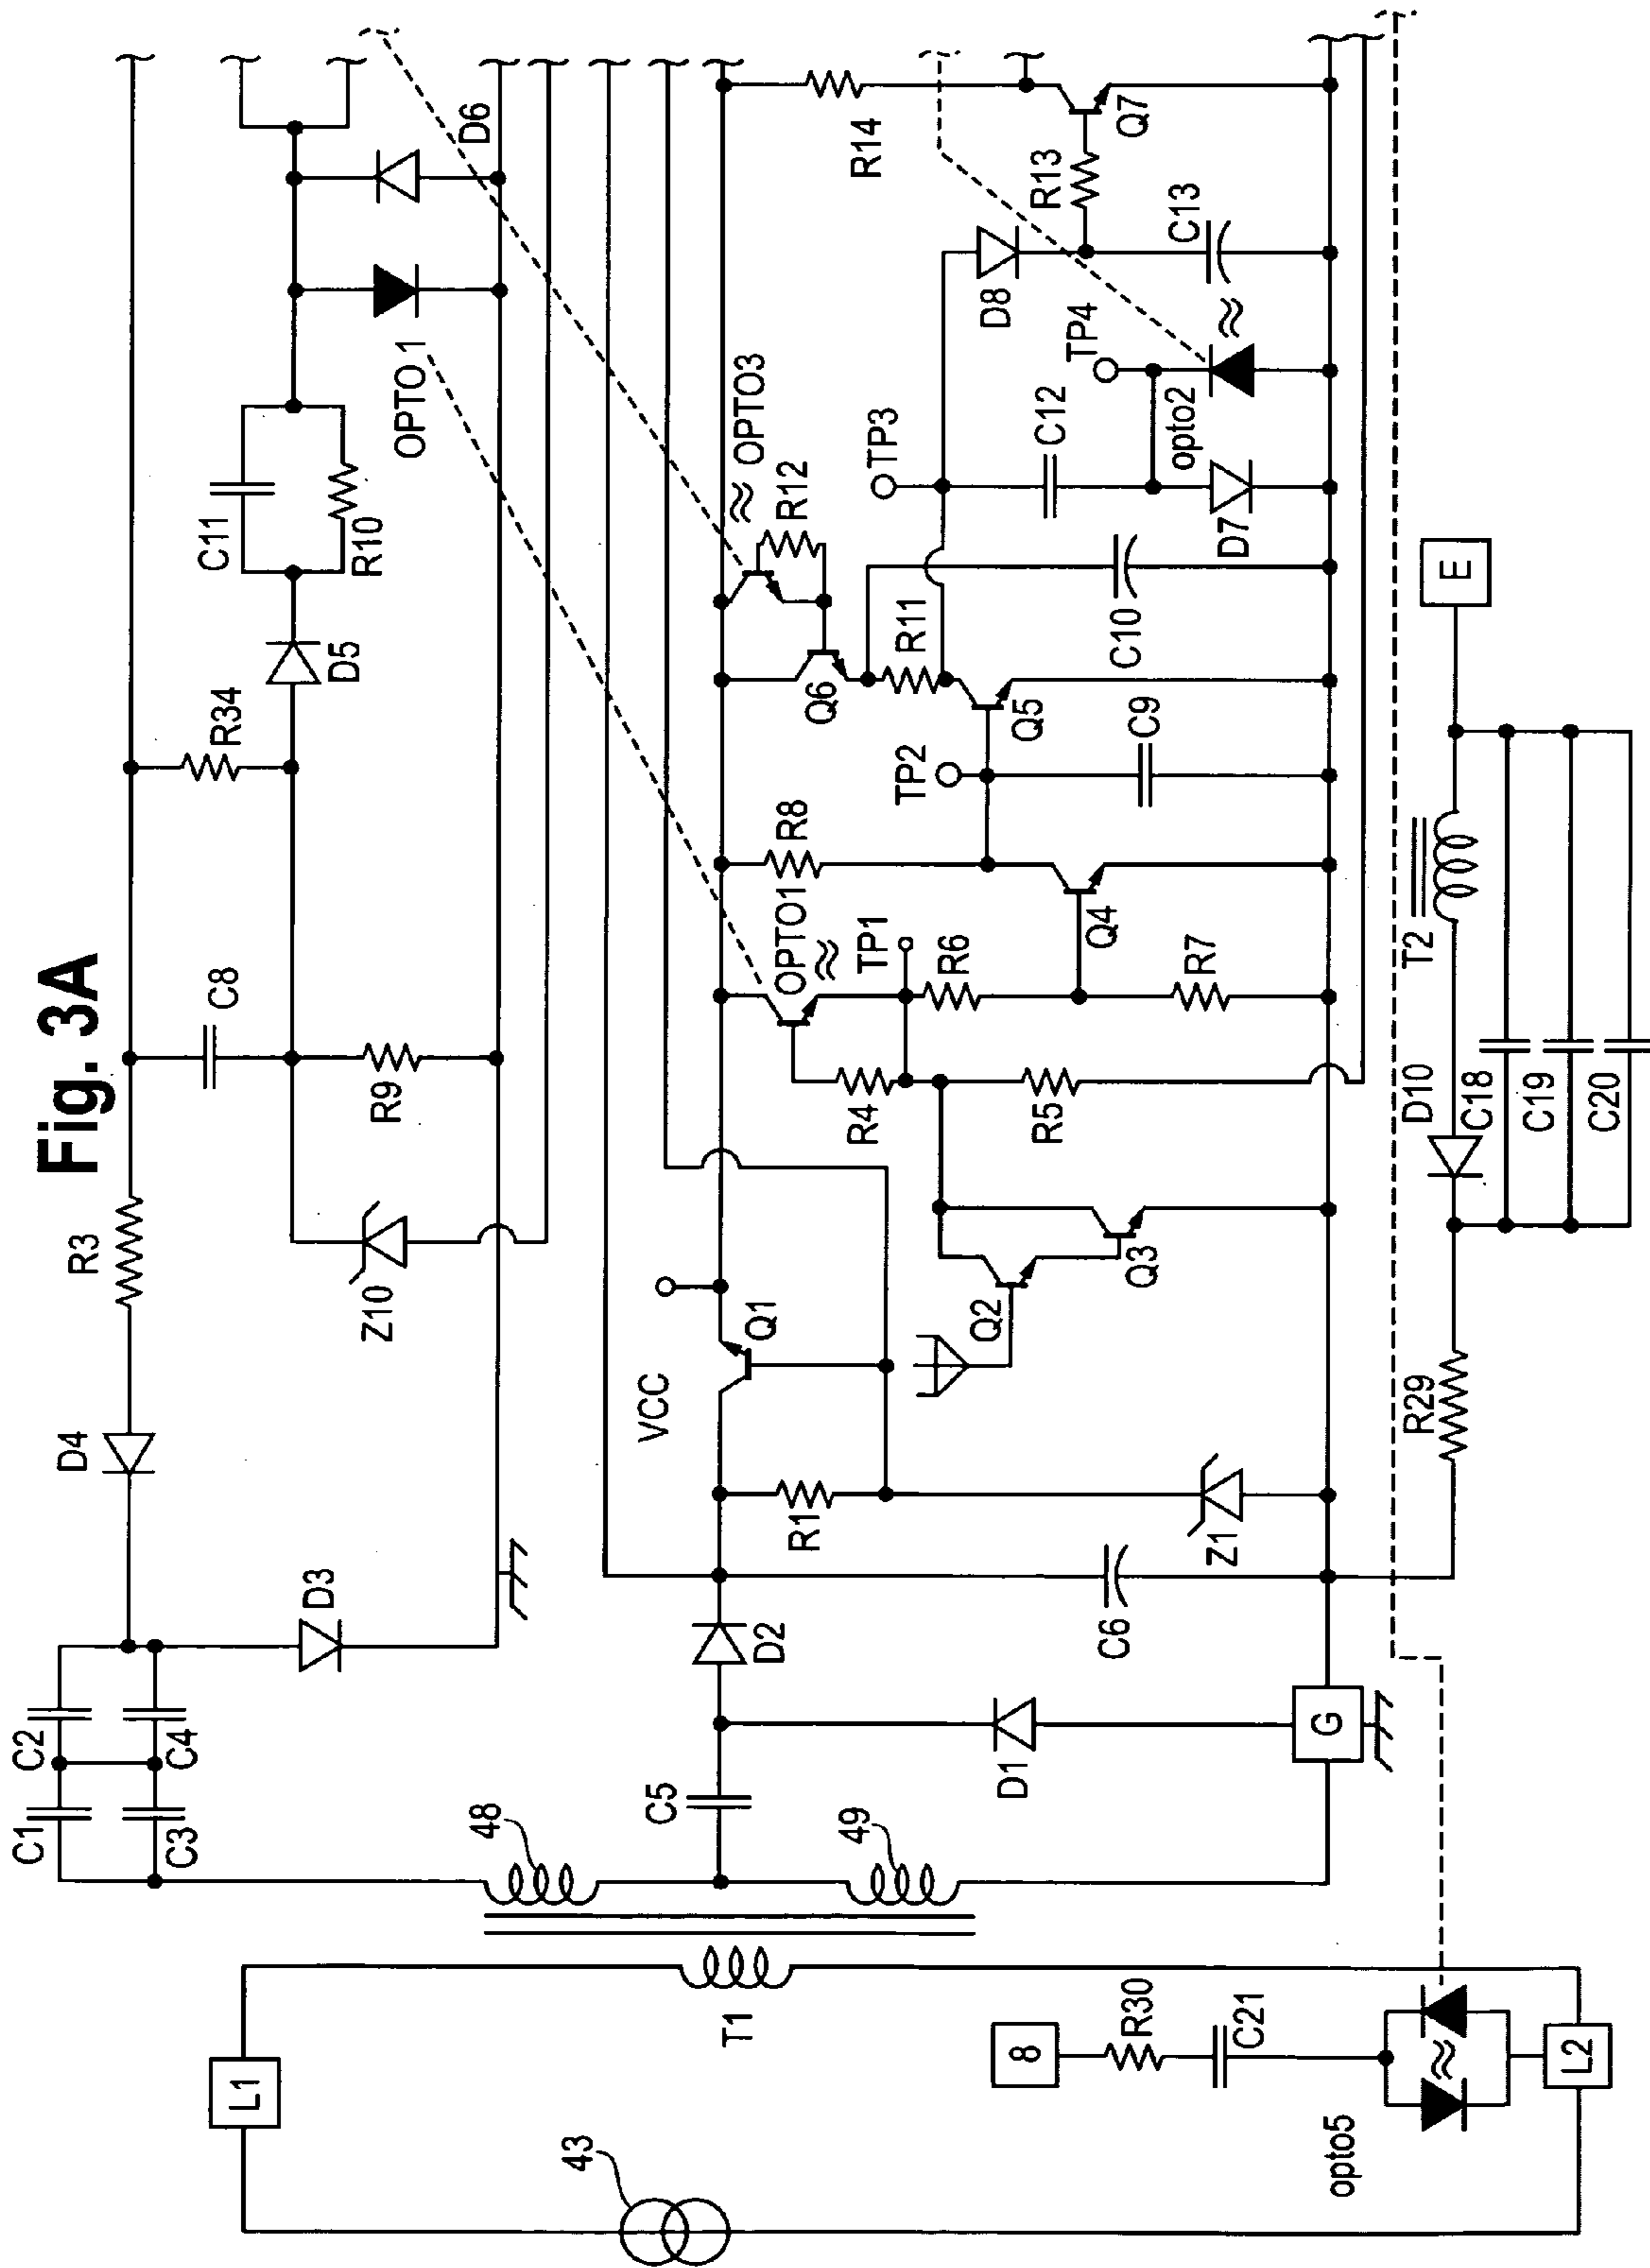 Fig. 3A
L1
43
T1
8
R30
C21
opto5
L2
C1
C2
C3
C4
48
49
D3
D4
R3
C8
R9
Z10
R34
D5
C11
R10
OPTO 1
D6
C5
D1
D2
G
C6
R1
Z1
VCC
Q1
Q2
Q3
R4
R5
OPTO1
TP1
R6
R7
R8
Q4
TP2
C9
Q5
Q6
R11
C10
OPTO3
R12
TP3
C12
D7
opto2
TP4
D8
C13
R13
R14
Q7
R29
D10
T2
C18
C19
C20
E